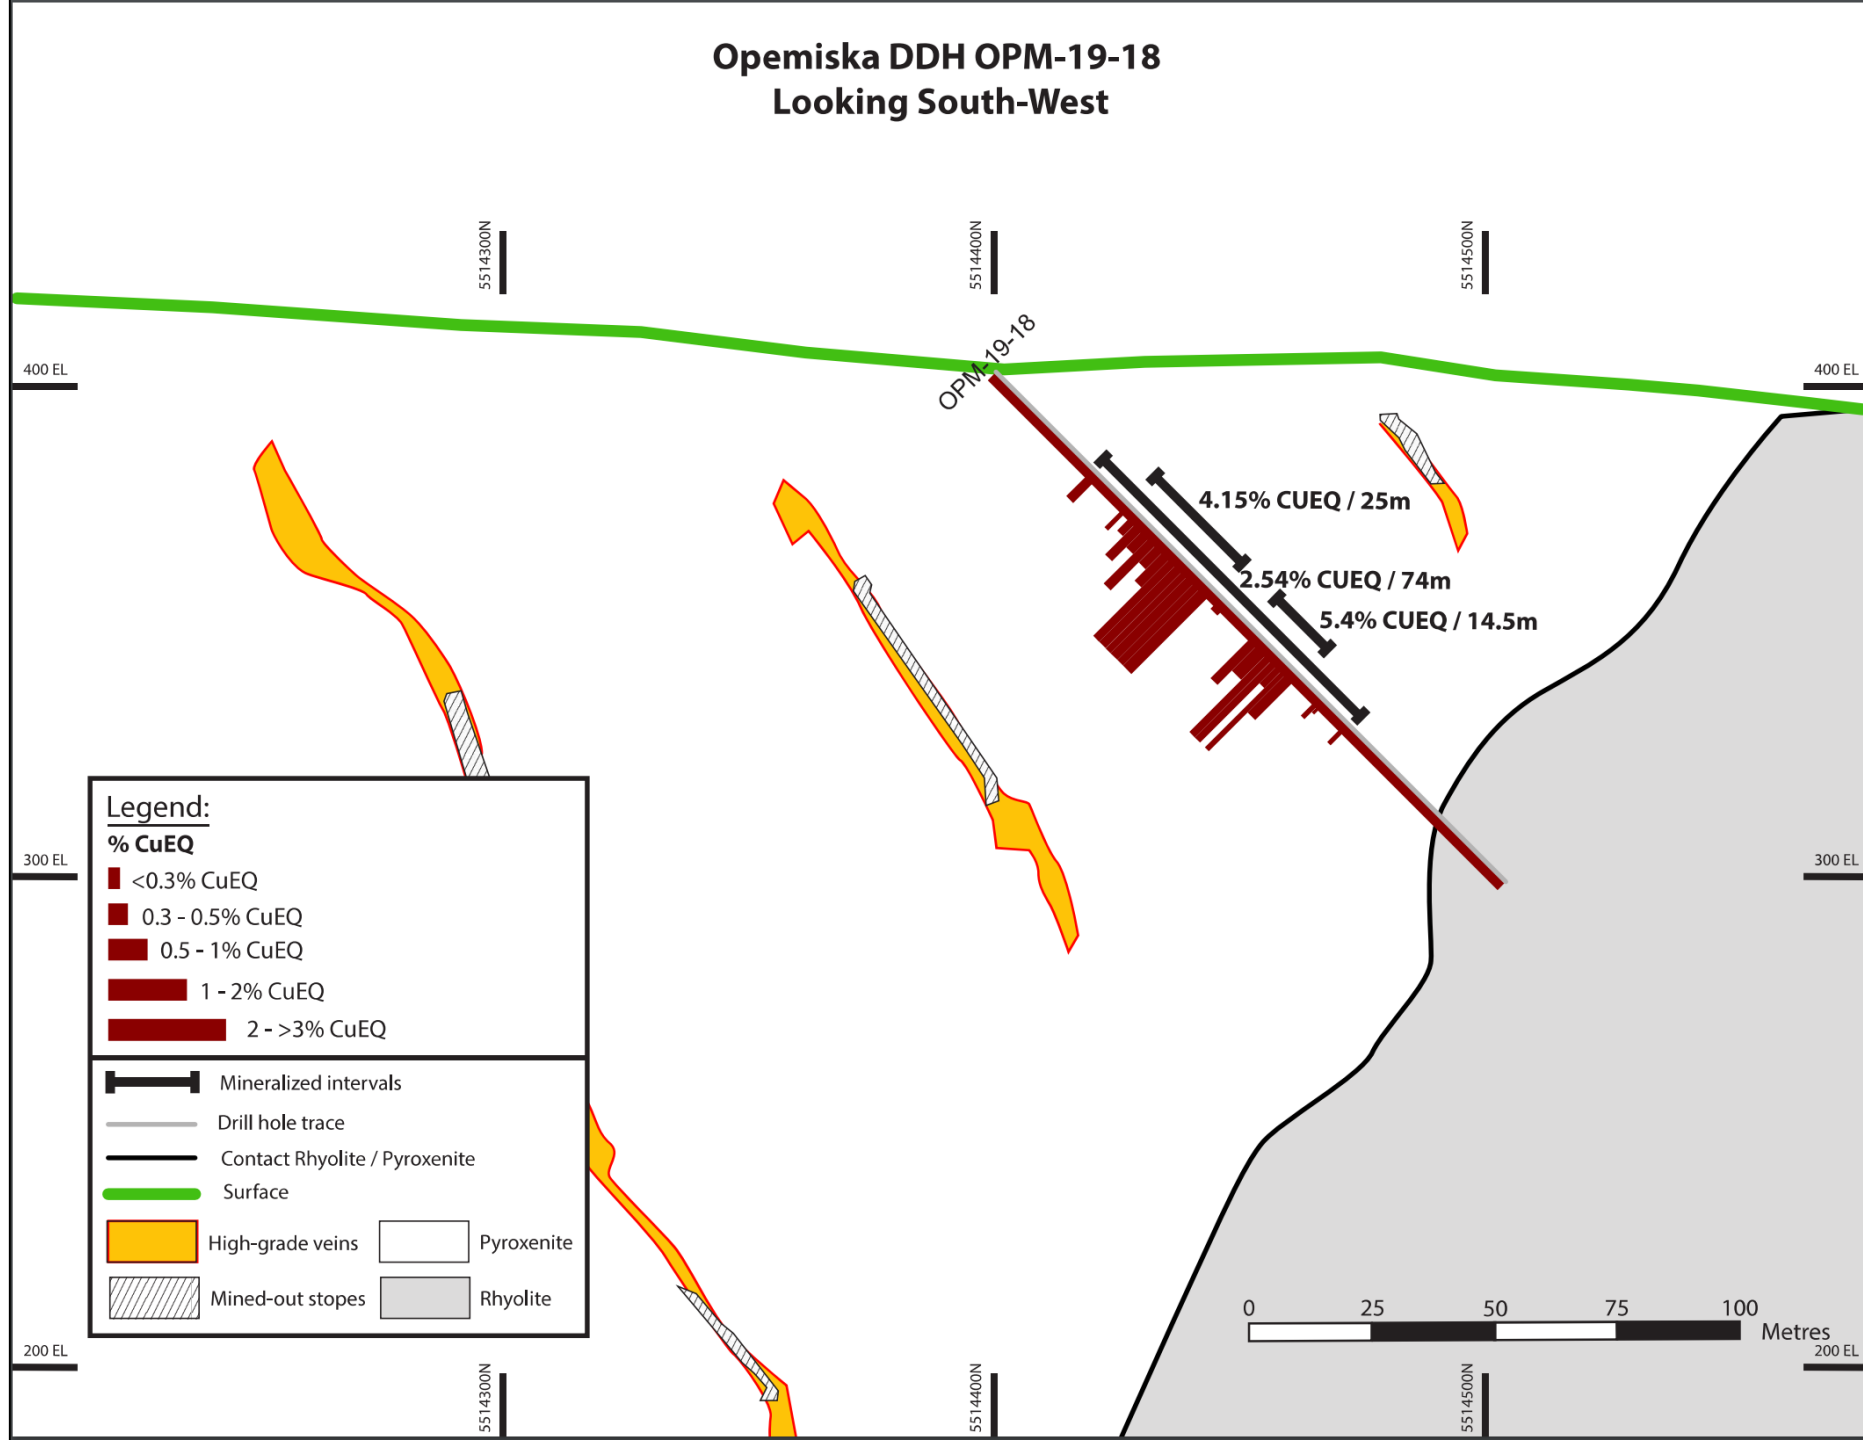 Opemiska DDH OPM-19-18
Looking South-West
5514300N
5514400N
5514500N
OPM-19-18
400 EL
400 EL
4.15% CUEQ / 25m
2.54% CUEQ / 74m
5.4% CUEQ / 14.5m
300 EL
300 EL
Legend:
% CuEQ
<0.3% CuEQ
0.3 - 0.5% CuEQ
0.5 - 1% CuEQ
1 - 2% CuEQ
2 - >3% CuEQ
Mineralized intervals
Drill hole trace
Contact Rhyolite / Pyroxenite
Surface
High-grade veins
Pyroxenite
Mined-out stopes
Rhyolite
0 25 50 75 100
Metres
200 EL
200 EL
5514300N
5514400N
5514500N